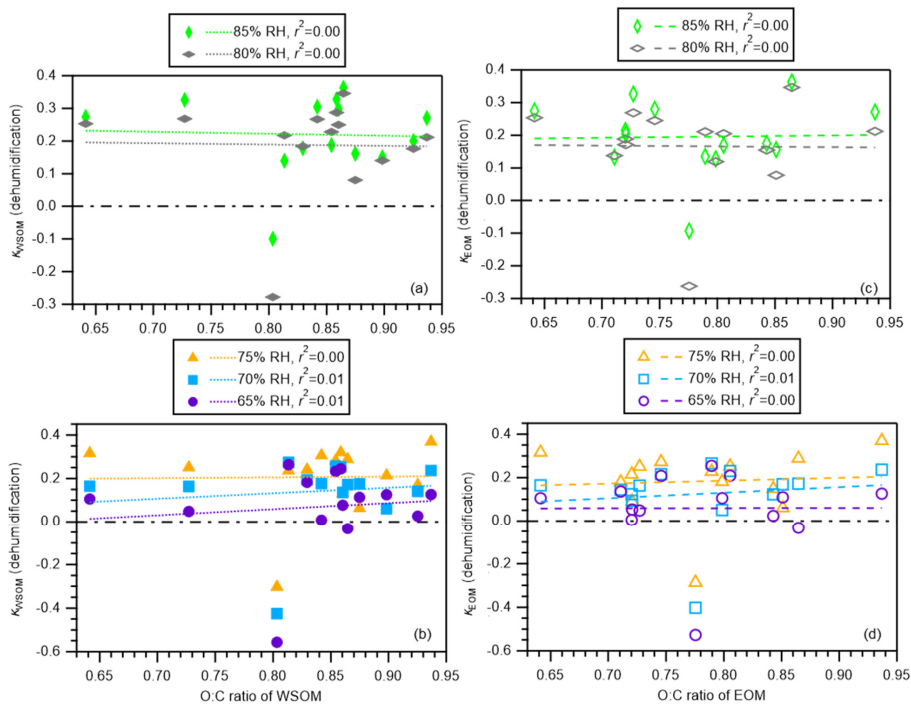 85% RH, r²=0.00
80% RH, r²=0.00
κWSOM (dehumidification)
0.4
0.3
0.2
0.1
0.0
-0.1
-0.2
-0.3
(a)
0.65 0.70 0.75 0.80 0.85 0.90 0.95
85% RH, r²=0.00
80% RH, r²=0.00
κEOM (dehumidification)
0.4
0.3
0.2
0.1
0.0
-0.1
-0.2
-0.3
(c)
0.65 0.70 0.75 0.80 0.85 0.90 0.95
75% RH, r²=0.00
70% RH, r²=0.01
65% RH, r²=0.01
κWSOM (dehumidification)
0.4
0.2
0.0
-0.2
-0.4
-0.6
(b)
0.65 0.70 0.75 0.80 0.85 0.90 0.95
O:C ratio of WSOM
75% RH, r²=0.00
70% RH, r²=0.01
65% RH, r²=0.00
κEOM (dehumidification)
0.4
0.2
0.0
-0.2
-0.4
-0.6
(d)
0.65 0.70 0.75 0.80 0.85 0.90 0.95
O:C ratio of EOM